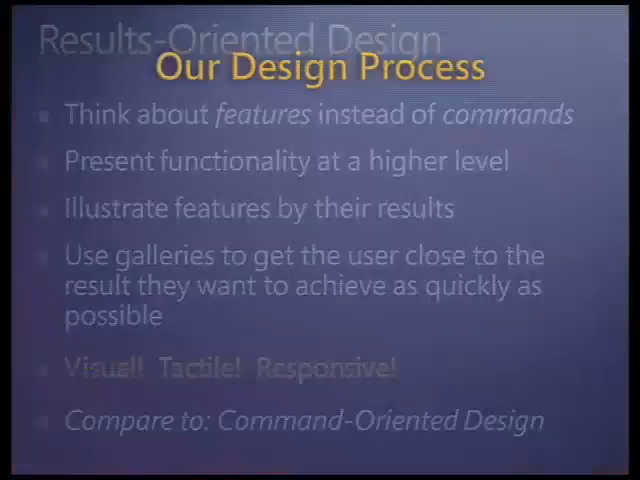 Results-Oriented Design
Our Design Process
Think about features instead of commands
Present functionality at a higher level
Illustrate features by their results
Use galleries to get the user close to the
result they want to achieve as quickly as
possible
Visual! Tactile! Responsive!
Compare to: Command-Oriented Design